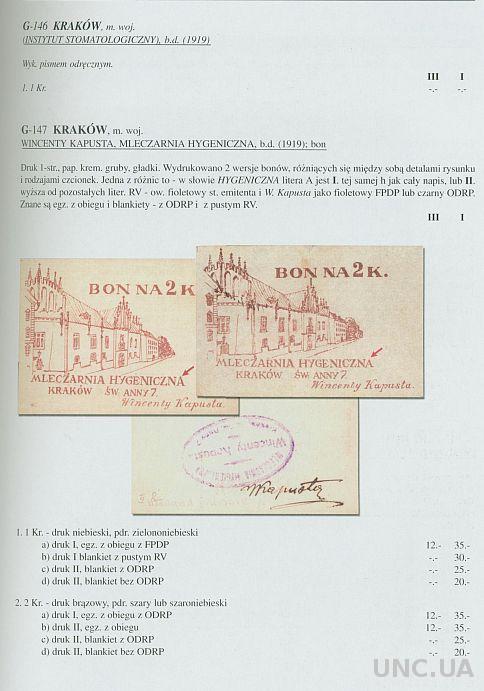 G-146 KRAKÓW, m. woj.
(INSTYTUT STOMATOLOGICZNY), b.d. (1919)
Wyk. pismem odręcznym.
III I
1. 1 Kr. -.- -.-
G-147 KRAKÓW, m. woj.
WINCENTY KAPUSTA, MLECZARNIA HYGENICZNA, b.d. (1919); bon
Druk 1-str., pap. krem. gruby, gładki. Wydrukowano 2 wersje bonów, różniących się między sobą detalami rysunku
i rodzajami czcionek. Jedna z różnic to - w słowie HYGENICZNA litera A jest I. tej samej h jak cały napis, lub II.
wyższa od pozostałych liter. RV - ow. fioletowy st. emitenta i W. Kapusta jako fioletowy FPDP lub czarny ODRP.
Znane są egz. z obiegu i blankiety - z ODRP i z pustym RV.
III I
BON NA 2 K.
MLECZARNIA HYGENICZNA
KRAKÓW ŚW. ANNY 7.
Wincenty Kapusta.
BON NA 2 K.
MLECZARNIA HYGENICZNA
KRAKÓW ŚW. ANNY 7.
Wincenty Kapusta.
Wincenty Kapusta
WKapusta
1. 1 Kr. - druk niebieski, pdr. zielononiebieski
a) druk I, egz. z obiegu z FPDP 12.- 35.-
b) druk I blankiet z pustym RV -.- 30.-
c) druk II, blankiet z ODRP -.- 25.-
d) druk II, blankiet bez ODRP -.- 20.-
2. 2 Kr. - druk brązowy, pdr. szary lub szaroniebieski
a) druk I, egz. z obiegu z ODRP 12.- 35.-
b) druk II, egz. z obiegu 12.- 35.-
c) druk II, blankiet z ODRP -.- 25.-
d) druk II, blankiet bez ODRP -.- 20.-
UNC.UA